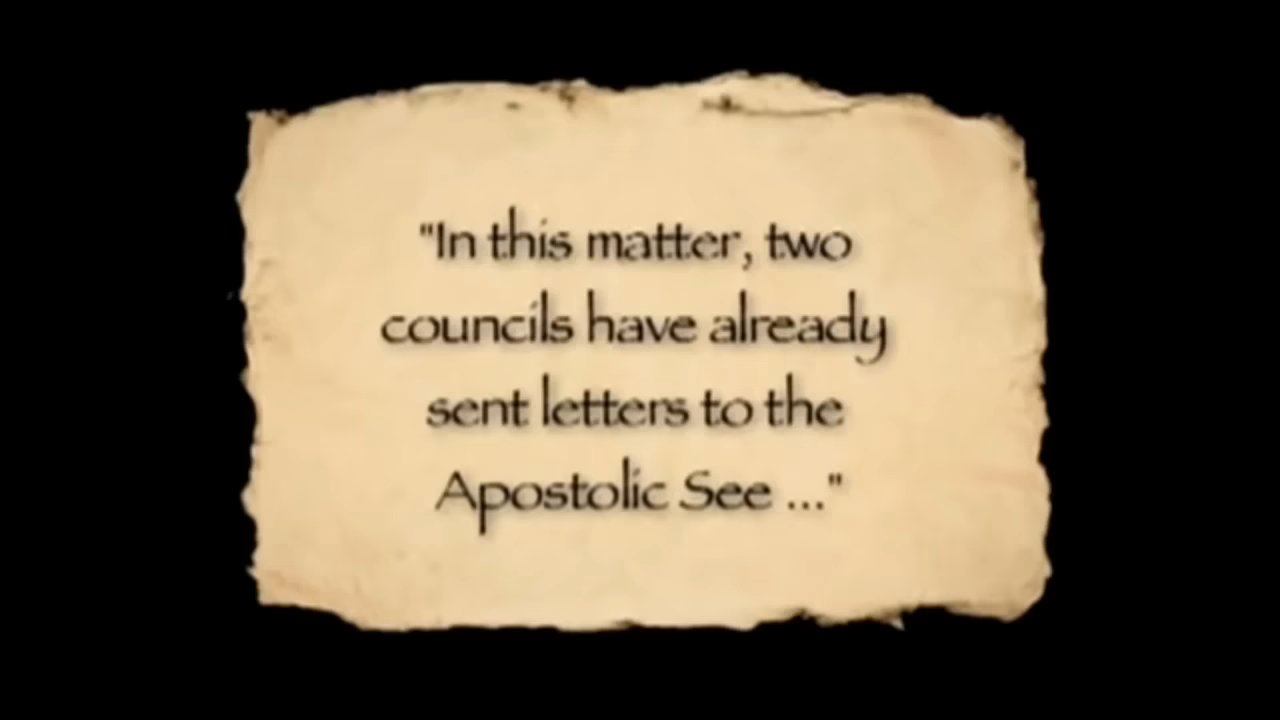 "In this matter, two
councils have already
sent letters to the
Apostolic See ..."